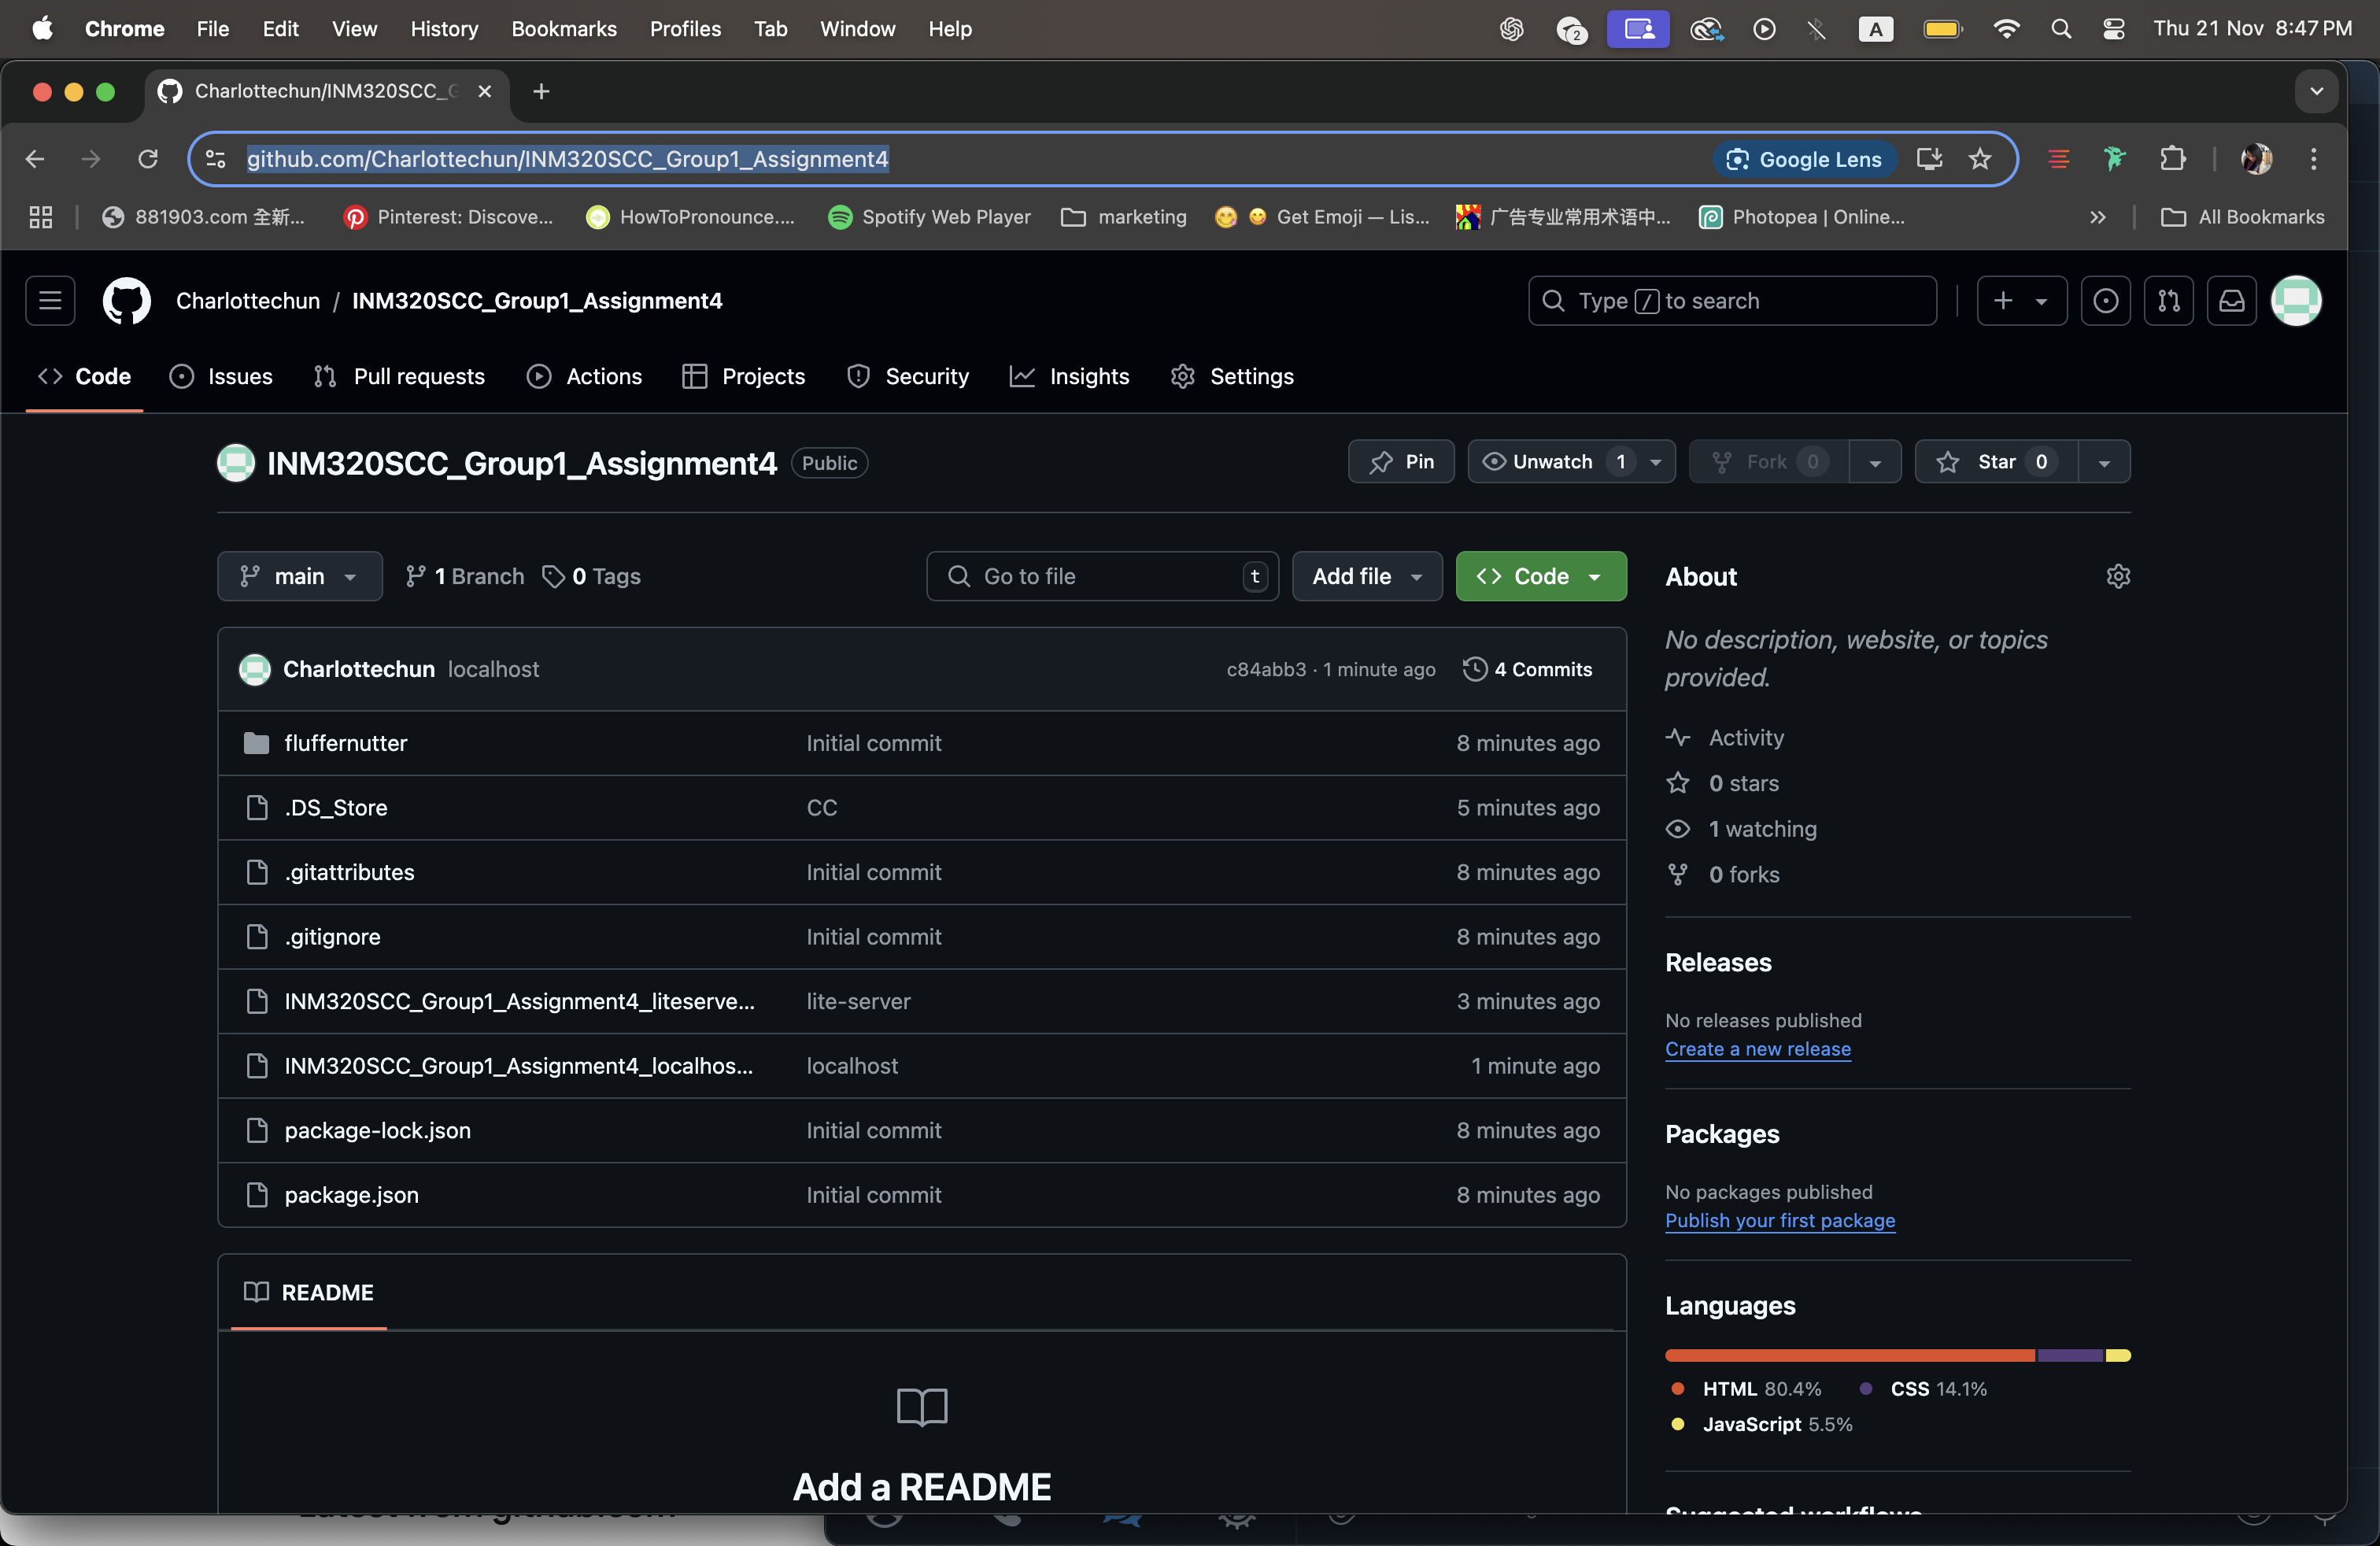 Chrome File Edit View History Bookmarks Profiles Tab Window Help 2 A Thu 21 Nov 8:47 PM
Charlottechun/INM320SCC_G
github.com/Charlottechun/INM320SCC_Group1_Assignment4 Google Lens
881903.com 全新... Pinterest: Discove... HowToPronounce.... Spotify Web Player marketing Get Emoji — Lis... 广告专业常用术语中... Photopea | Online... All Bookmarks
Charlottechun / INM320SCC_Group1_Assignment4 Type / to search
Code Issues Pull requests Actions Projects Security Insights Settings
INM320SCC_Group1_Assignment4 Public Pin Unwatch 1 Fork 0 Star 0
main 1 Branch 0 Tags Go to file t Add file Code
Charlottechun localhost c84abb3 · 1 minute ago 4 Commits
fluffernutter Initial commit 8 minutes ago
.DS_Store CC 5 minutes ago
.gitattributes Initial commit 8 minutes ago
.gitignore Initial commit 8 minutes ago
INM320SCC_Group1_Assignment4_liteserve... lite-server 3 minutes ago
INM320SCC_Group1_Assignment4_localhos... localhost 1 minute ago
package-lock.json Initial commit 8 minutes ago
package.json Initial commit 8 minutes ago
README
Add a README
About
No description, website, or topics
provided.
Activity
0 stars
1 watching
0 forks
Releases
No releases published
Create a new release
Packages
No packages published
Publish your first package
Languages
HTML 80.4% CSS 14.1%
JavaScript 5.5%
Suggested workflows